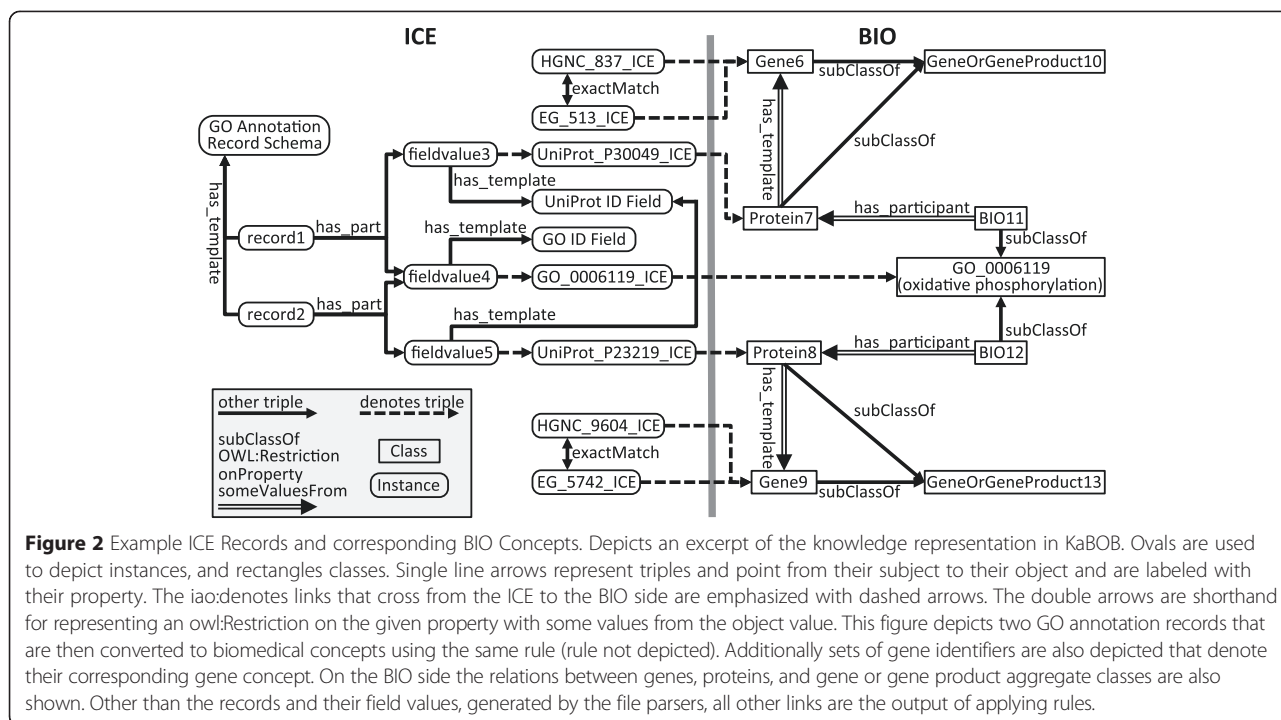 ICE
BIO
HGNC_837_ICE
exactMatch
EG_513_ICE
Gene6
subClassOf
GeneOrGeneProduct10
GO Annotation
Record Schema
has_template
fieldvalue3
UniProt_P30049_ICE
has_template
subClassOf
has_template
UniProt ID Field
record1
has_part
has_template
GO ID Field
Protein7
has_participant
BIO11
subClassOf
fieldvalue4
GO_0006119_ICE
GO_0006119
(oxidative phosphorylation)
record2
has_part
has_template
subClassOf
fieldvalue5
UniProt_P23219_ICE
Protein8
has_participant
BIO12
other triple
denotes triple
subClassOf
OWL:Restriction
onProperty
someValuesFrom
Class
Instance
HGNC_9604_ICE
exactMatch
EG_5742_ICE
has_template
subClassOf
Gene9
subClassOf
GeneOrGeneProduct13
Figure 2 Example ICE Records and corresponding BIO Concepts. Depicts an excerpt of the knowledge representation in KaBOB. Ovals are used
to depict instances, and rectangles classes. Single line arrows represent triples and point from their subject to their object and are labeled with
their property. The iao:denotes links that cross from the ICE to the BIO side are emphasized with dashed arrows. The double arrows are shorthand
for representing an owl:Restriction on the given property with some values from the object value. This figure depicts two GO annotation records that
are then converted to biomedical concepts using the same rule (rule not depicted). Additionally sets of gene identifiers are also depicted that denote
their corresponding gene concept. On the BIO side the relations between genes, proteins, and gene or gene product aggregate classes are also
shown. Other than the records and their field values, generated by the file parsers, all other links are the output of applying rules.